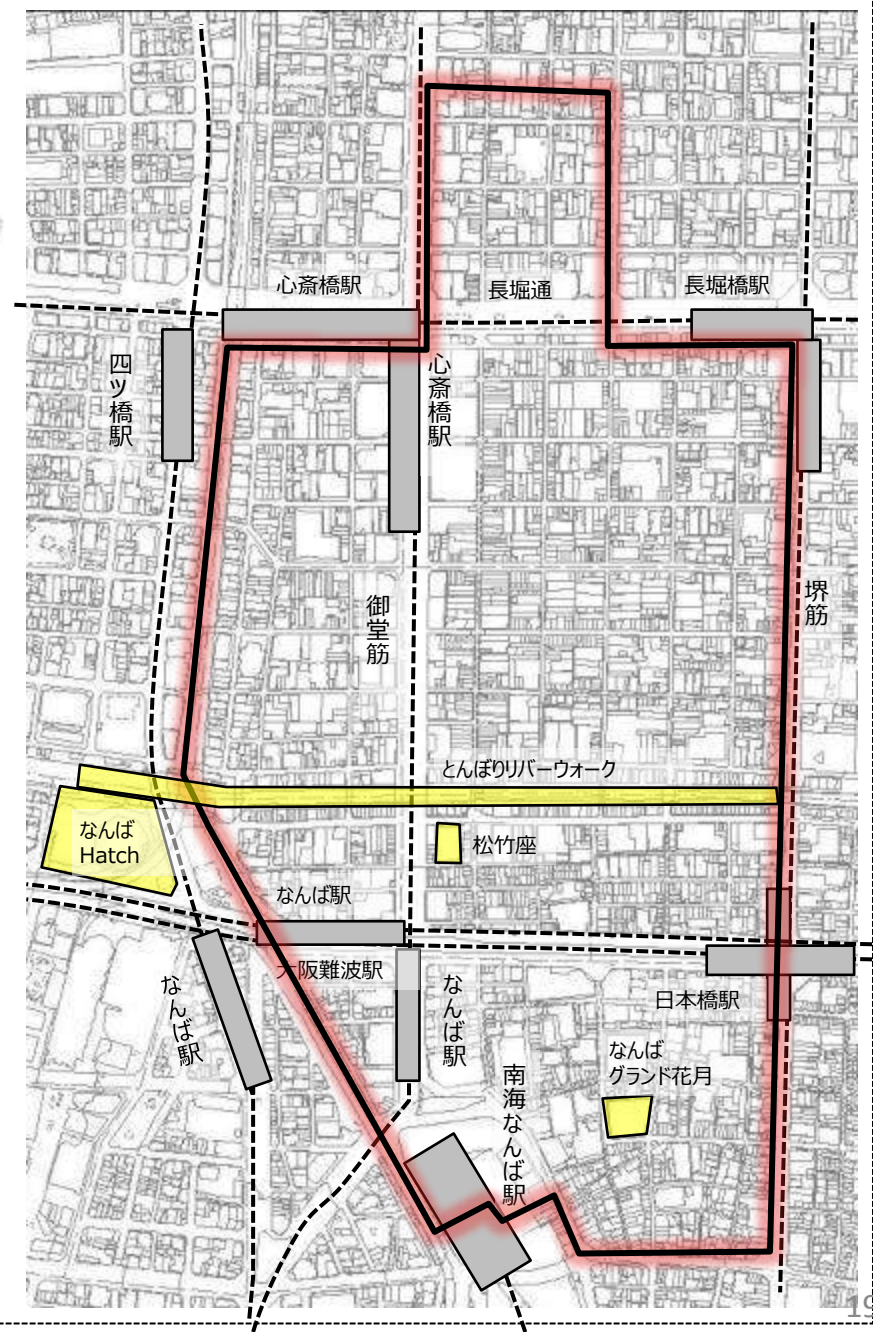 心斎橋駅
長堀通
長堀橋駅
四ツ橋駅
心斎橋駅
御堂筋
堺筋
とんぼりリバーウォーク
なんば
Hatch
松竹座
なんば駅
大阪難波駅
なんば駅
なんば駅
日本橋駅
なんば
グランド花月
南海なんば駅
19